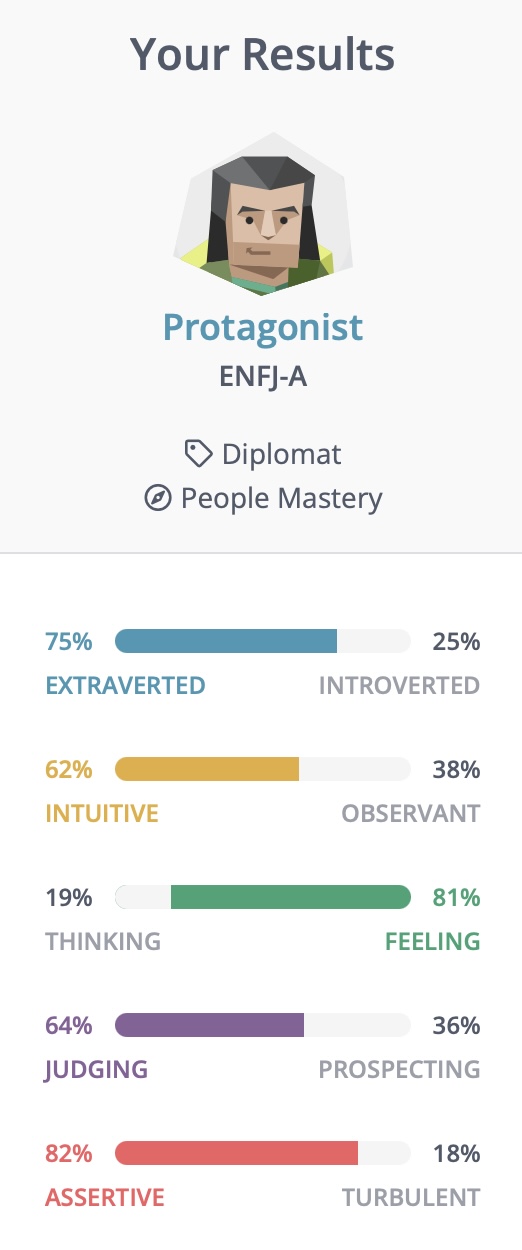 Your Results
Protagonist
ENFJ-A
Diplomat
People Mastery
75% 25%
EXTRAVERTED INTROVERTED
62% 38%
INTUITIVE OBSERVANT
19% 81%
THINKING FEELING
64% 36%
JUDGING PROSPECTING
82% 18%
ASSERTIVE TURBULENT